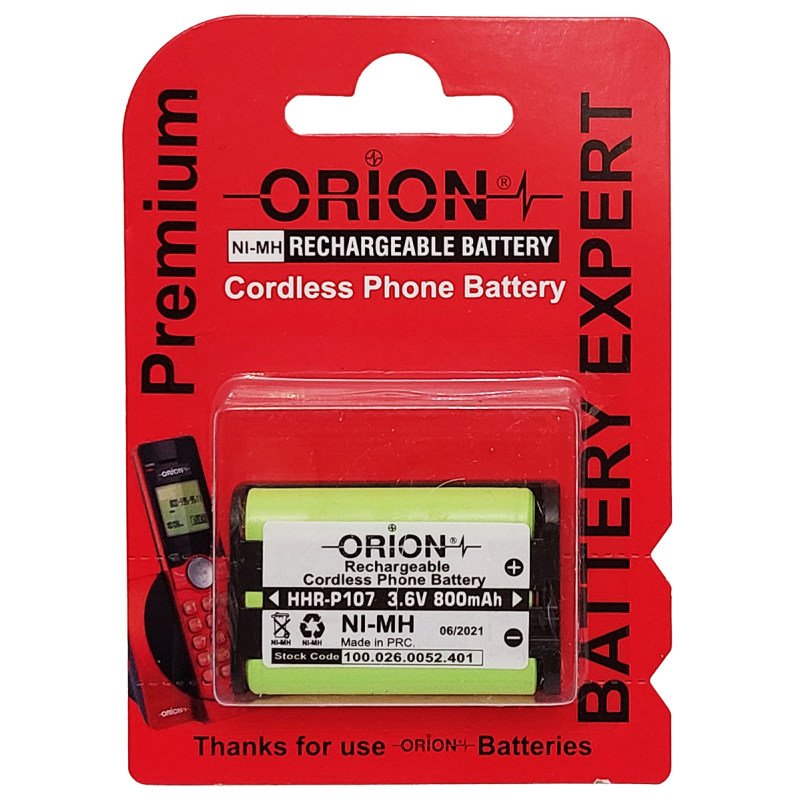 Premium
ORION®
NI-MH RECHARGEABLE BATTERY
Cordless Phone Battery
BATTERY EXPERT
ORION
ORION
ORION®
Rechargeable
Cordless Phone Battery
HHR-P107 3.6V 800mAh
NI-MH 06/2021
NI-MH NI-MH Made in PRC.
Stock Code 100.026.0052.401
+
-
Thanks for use ORION Batteries